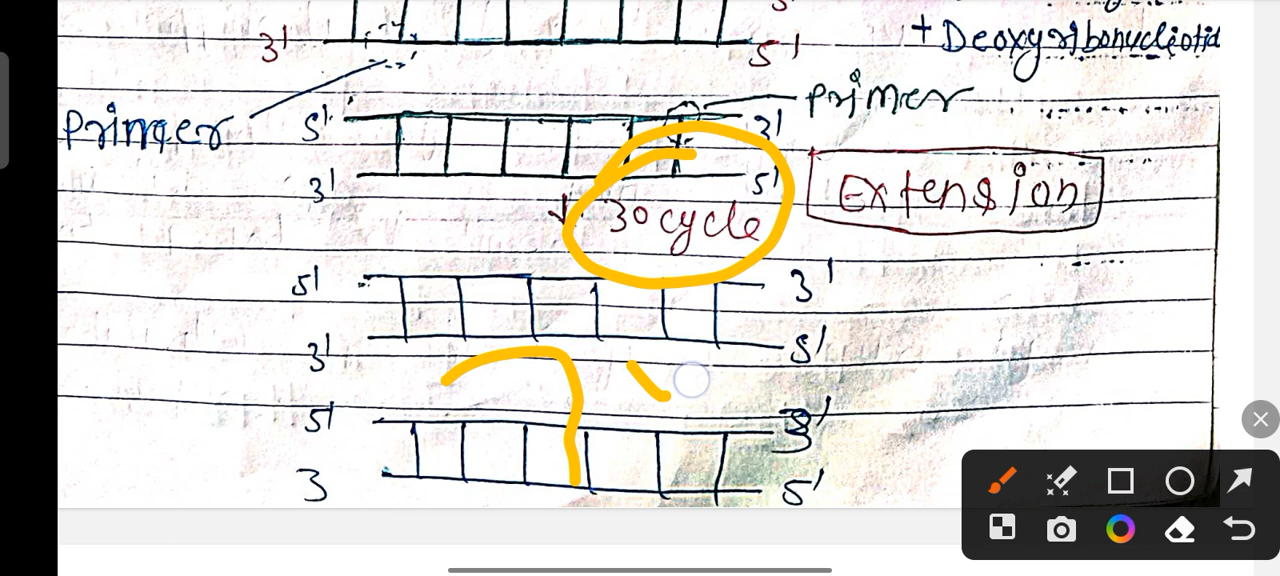 3' 5'
+ Deoxyribonucleotid
Primer
Primer 5' 3'
3' 5'
Extension
30 cycle
5' 3'
3' 5'
5' 3'
3 5'